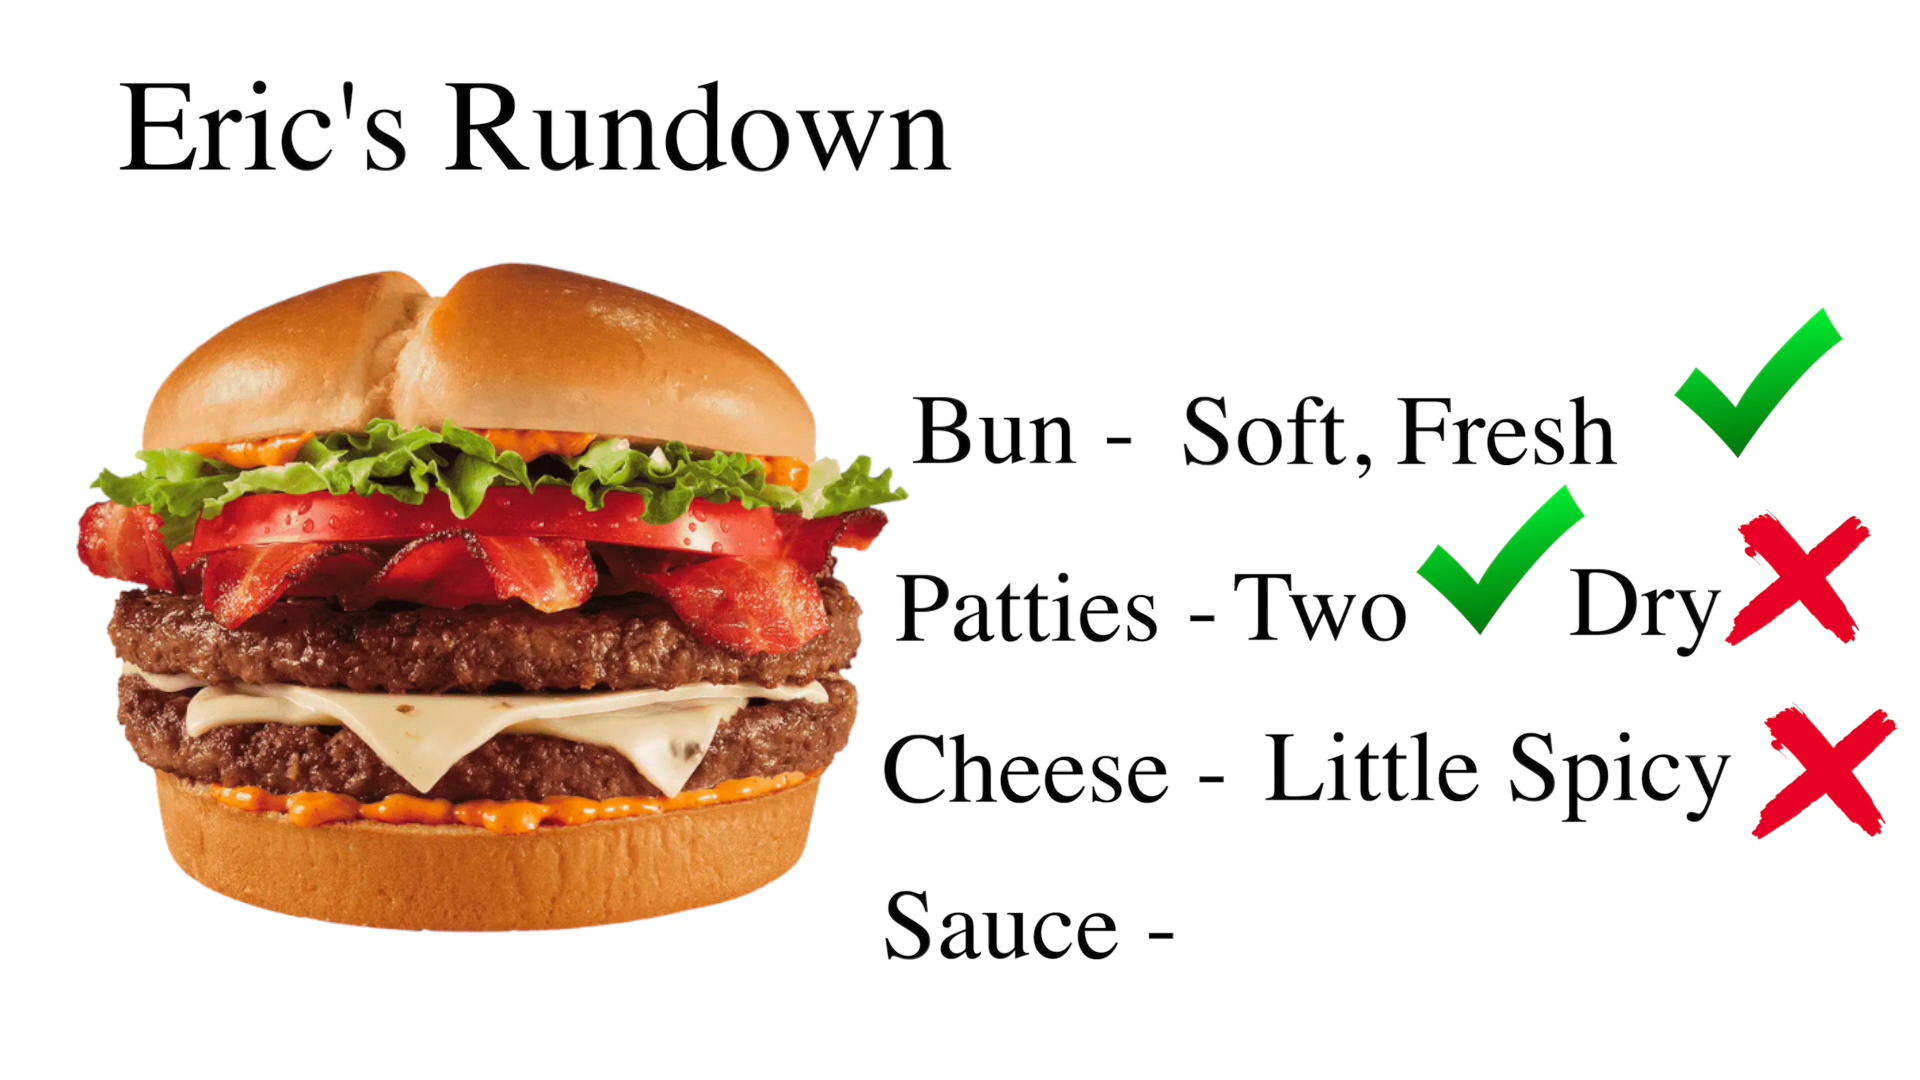 Eric's Rundown
Bun - Soft, Fresh
Patties - Two Dry
Cheese - Little Spicy
Sauce -